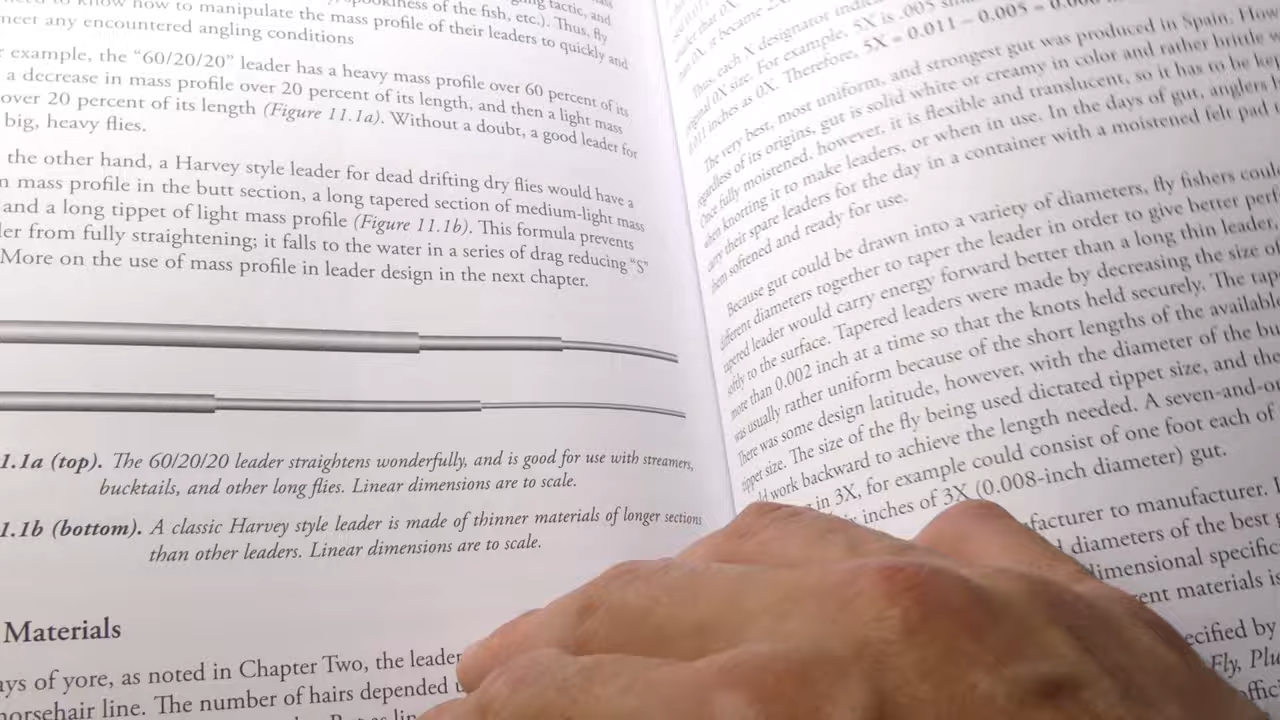 need to know how to manipulate the mass profile of their leaders to quickly and
meet any encountered angling conditions
example, the “60/20/20” leader has a heavy mass profile over 60 percent of its
a decrease in mass profile over 20 percent of its length, and then a light mass
over 20 percent of its length (Figure 11.1a). Without a doubt, a good leader for
big, heavy flies.
the other hand, a Harvey style leader for dead drifting dry flies would have a
mass profile in the butt section, a long tapered section of medium-light mass
and a long tippet of light mass profile (Figure 11.1b). This formula prevents
from fully straightening; it falls to the water in a series of drag reducing “S”
More on the use of mass profile in leader design in the next chapter.
1.1a (top). The 60/20/20 leader straightens wonderfully, and is good for use with streamers,
bucktails, and other long flies. Linear dimensions are to scale.
1.1b (bottom). A classic Harvey style leader is made of thinner materials of longer sections
than other leaders. Linear dimensions are to scale.
Materials
of yore, as noted in Chapter Two, the leader
horsehair line. The number of hairs depended
than 0X, it became
Thus, each X designator
original 0X size. For example, 5X is .005
inches as 0X. Therefore, 5X = 0.011 – 0.005 =
The very best, most uniform, and strongest gut was produced in Spain.
regardless of its origins, gut is solid white or creamy in color and rather brittle
Once fully moistened, however, it is flexible and translucent, so it has to be
when knotting it to make leaders, or when in use. In the days of gut, anglers
carry their spare leaders for the day in a container with a moistened felt pad
them softened and ready for use.
Because gut could be drawn into a variety of diameters, fly fishers
different diameters together to taper the leader in order to give better
tapered leader would carry energy forward better than a long thin leader,
softly to the surface. Tapered leaders were made by decreasing the size of
more than 0.002 inch at a time so that the knots held securely. The
was usually rather uniform because of the short lengths of the available
There was some design latitude, however, with the diameter of the
tippet size. The size of the fly being used dictated tippet size, and the
work backward to achieve the length needed. A
in 3X, for example could consist of one foot each of
inches of 3X (0.008-inch diameter) gut.
to manufacturer.
diameters of the best
dimensional
materials is
by
Fly,